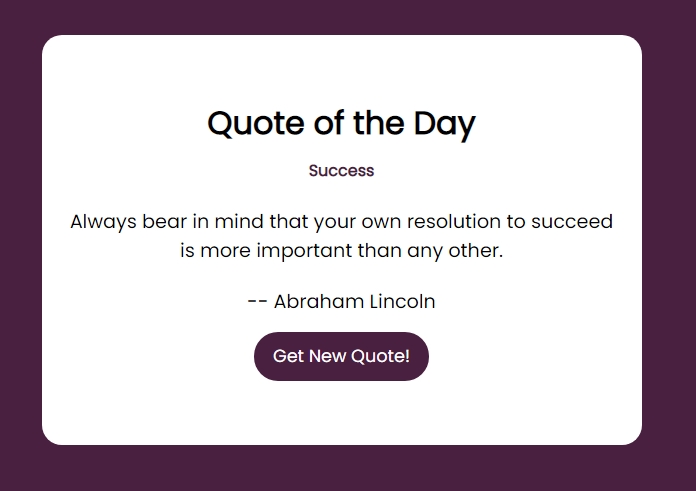 Quote of the Day
Success
Always bear in mind that your own resolution to succeed
is more important than any other.
-- Abraham Lincoln
Get New Quote!